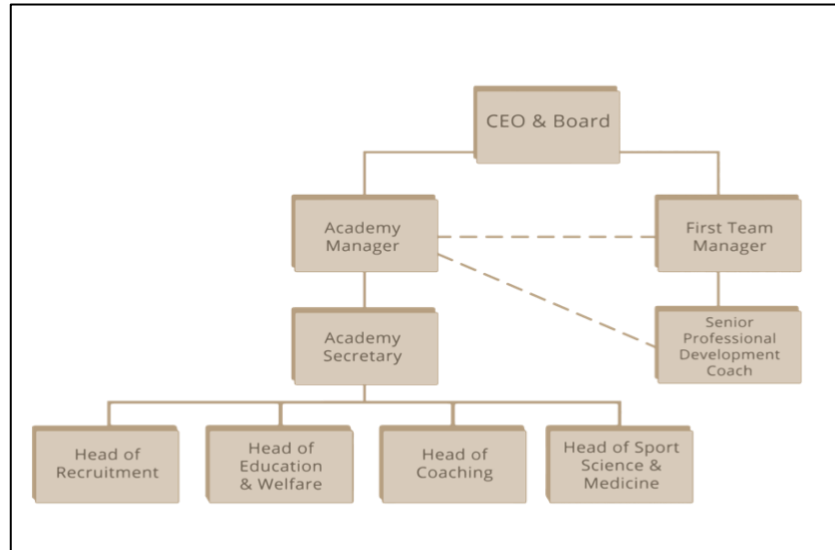 CEO & Board
Academy
Manager
First Team
Manager
Academy
Secretary
Senior
Professional
Development
Coach
Head of
Recruitment
Head of
Education
& Welfare
Head of
Coaching
Head of Sport
Science &
Medicine